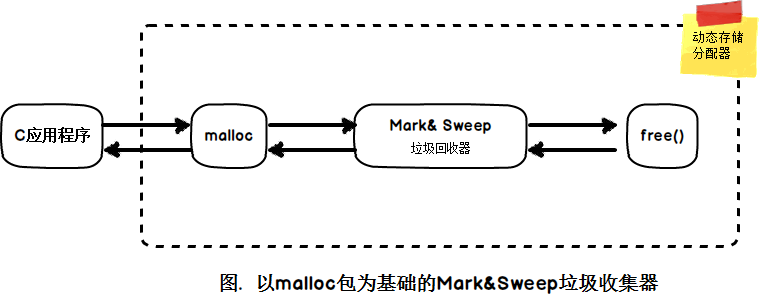 动态存储
分配器
C应用程序
malloc
Mark& Sweep
垃圾回收器
free()
图. 以malloc包为基础的Mark&Sweep垃圾收集器